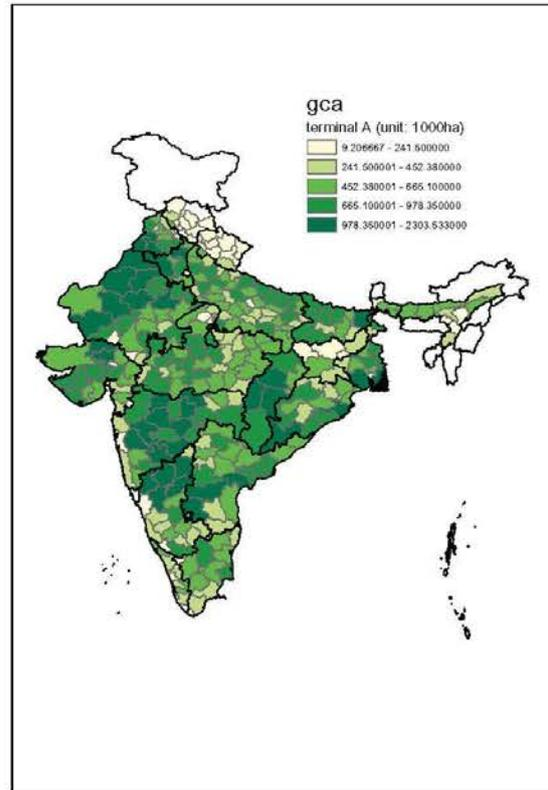 gca
terminal A (unit: 1000ha)
9.206667 - 241.500000
241.500001 - 452.380000
452.380001 - 665.100000
665.100001 - 978.350000
978.350001 - 2303.533000